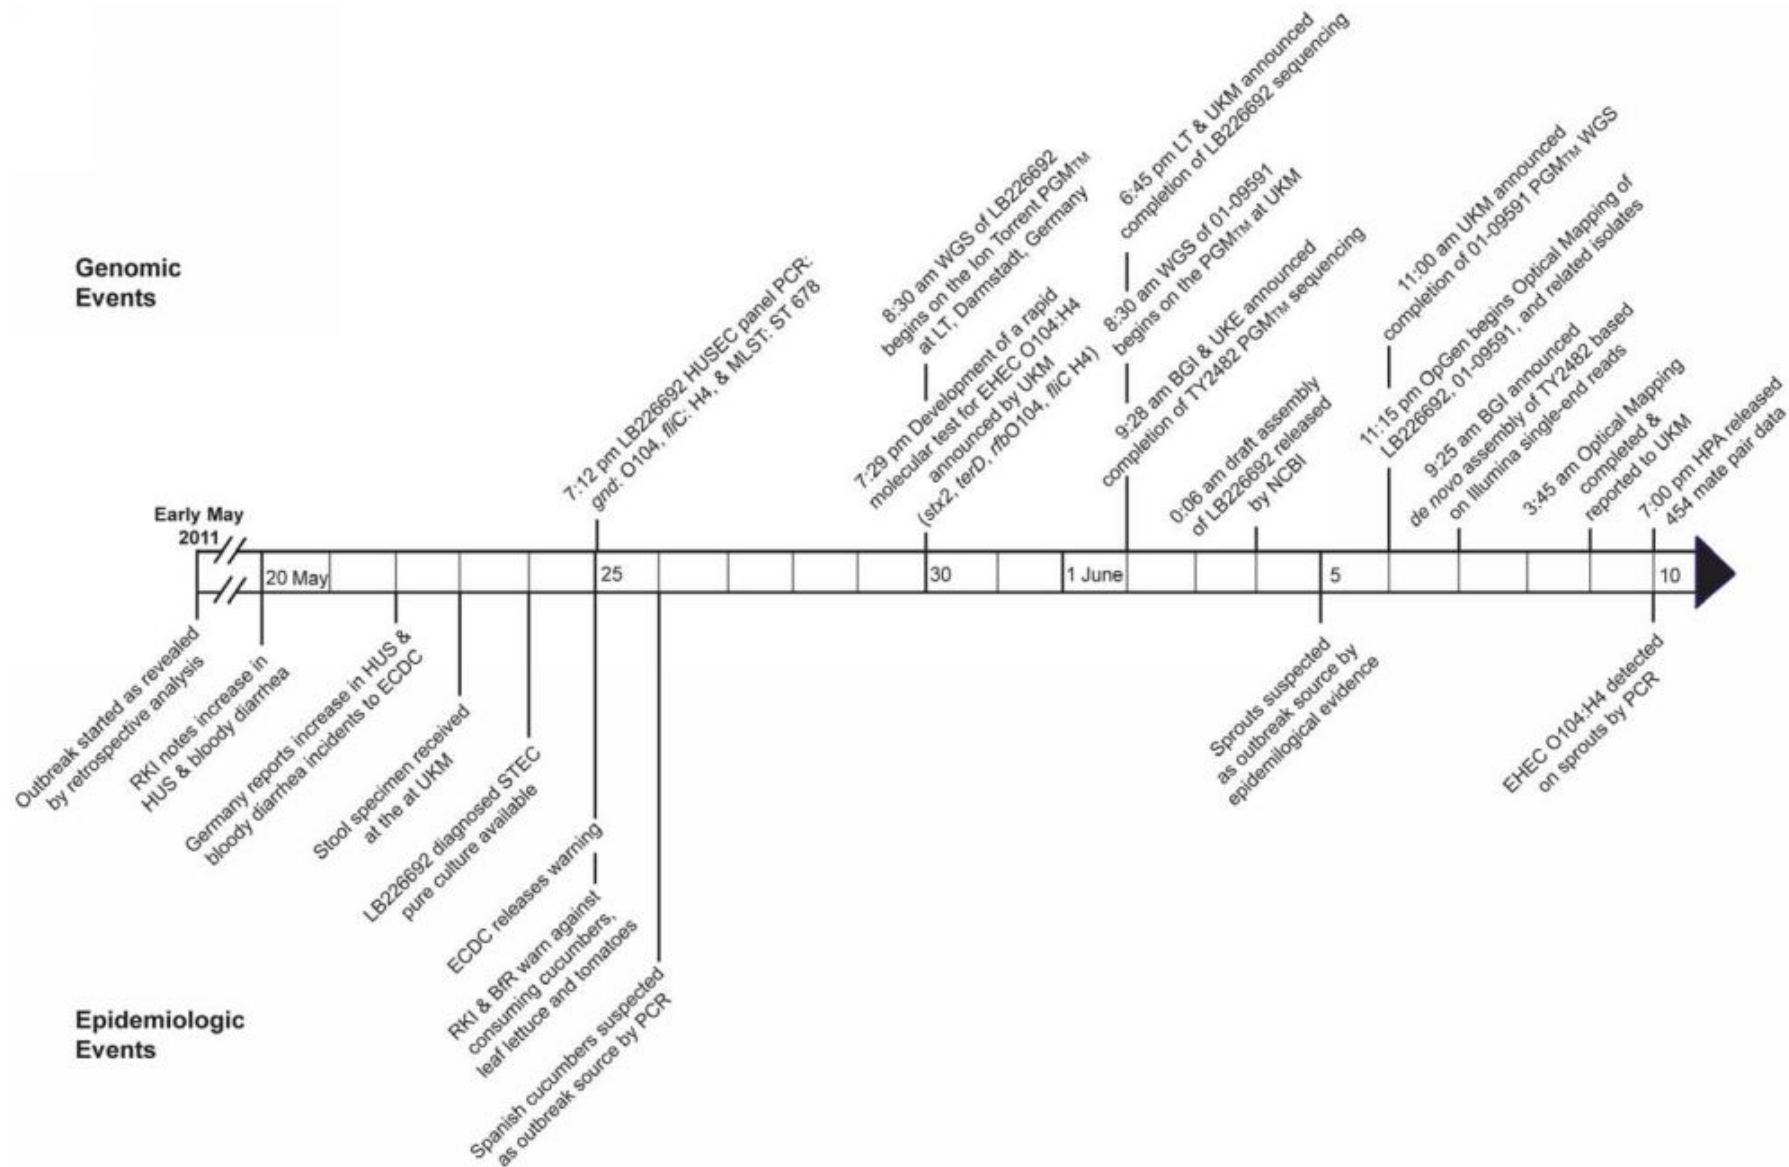 Genomic
Events
7:12 pm LB226692 HUSEC panel PCR:
gnd: O104, fliC: H4, & MLST: ST 678
8:30 am WGS of LB226692
begins on the Ion Torrent PGM™
at LT, Darmstadt, Germany
7:29 pm Development of a rapid
molecular test for EHEC O104:H4
announced by UKM
(stx2, terD, rfbO104, fliC H4)
6:45 pm LT & UKM announced
completion of LB226692 sequencing
8:30 am WGS of 01-09591
begins on the PGM™ at UKM
9:28 am BGI & UKE announced
completion of TY2482 PGM™ sequencing
0:06 am draft assembly
of LB226692 released
by NCBI
11:00 am UKM announced
completion of 01-09591 PGM™ WGS
11:15 pm OpGen begins Optical Mapping of
LB226692, 01-09591, and related isolates
9:25 am BGI announced
de novo assembly of TY2482 based
on Illumina single-end reads
3:45 am Optical Mapping
completed &
reported to UKM
7:00 pm HPA released
454 mate pair data
Early May
2011
20 May
25
30
1 June
5
10
Outbreak started as revealed
by retrospective analysis
RKI notes increase in
HUS & bloody diarrhea
Germany reports increase in HUS &
bloody diarrhea incidents to ECDC
Stool specimen received
at the at UKM
LB226692 diagnosed STEC
pure culture available
ECDC releases warning
RKI & BfR warn against
consuming cucumbers,
leaf lettuce and tomatoes
Spanish cucumbers suspected
as outbreak source by PCR
Sprouts suspected
as outbreak source by
epidemilogical evidence
EHEC O104:H4 detected
on sprouts by PCR
Epidemiologic
Events